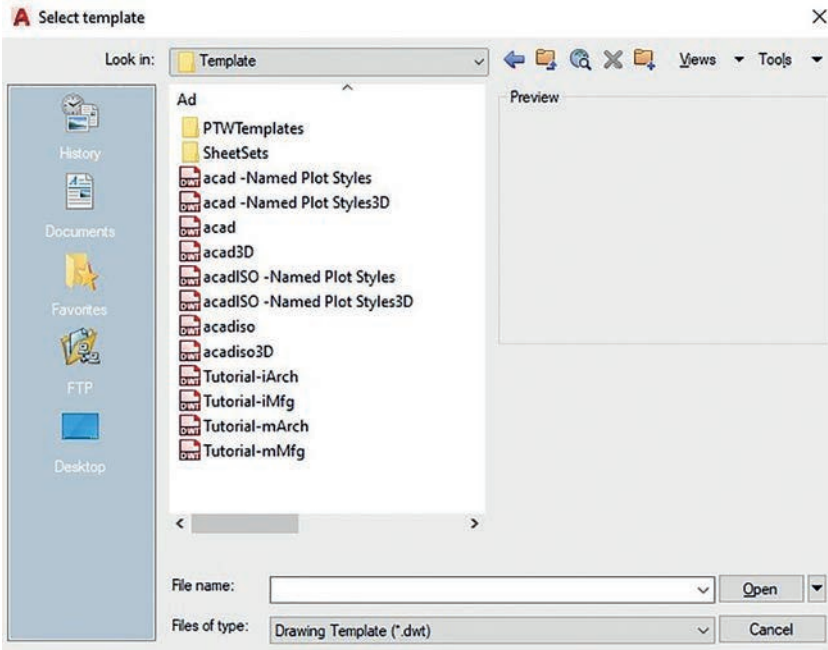 Select template
Look in: Template Views Tools
Ad
PTWTemplates
SheetSets
acad -Named Plot Styles
acad -Named Plot Styles3D
acad
acad3D
acadISO -Named Plot Styles
acadISO -Named Plot Styles3D
acadiso
acadiso3D
Tutorial-iArch
Tutorial-iMfg
Tutorial-mArch
Tutorial-mMfg
History
Documents
Favorites
FTP
Desktop
Preview
File name: Open
Files of type: Drawing Template (*.dwt) Cancel